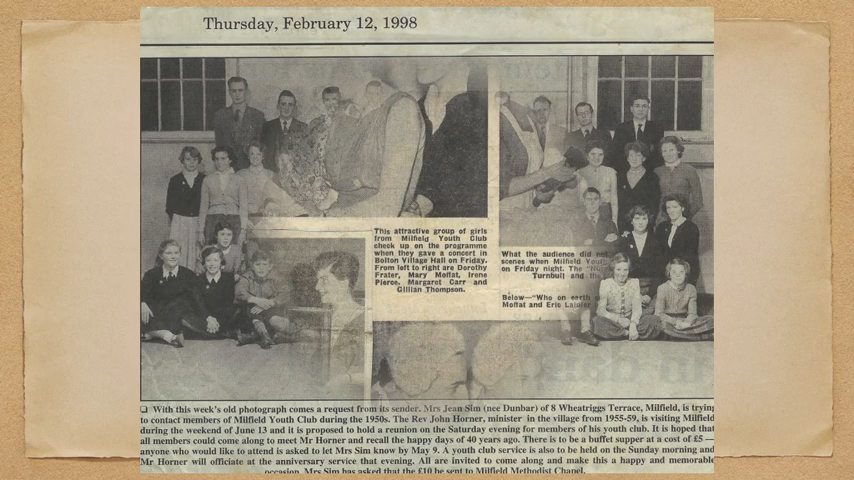 Thursday, February 12, 1998
This attractive group of girls
from Milfield Youth Club
check up on the programme
when they gave a concert in
Bolton Village Hall on Friday.
From left to right are Dorothy
Frater, Mary Moffat, Irene
Pierce, Margaret Carr and
Gillian Thompson.
What the audience did not
scenes when Milfield
on Friday night. The
Turnbull and the
Below—"Who on earth
Moffat and Eric
❑ With this week's old photograph comes a request from its sender. Mrs Jean Sim (nee Dunbar) of 8 Wheatriggs Terrace, Milfield, is trying
to contact members of Milfield Youth Club during the 1950s. The Rev John Horner, minister in the village from 1955-59, is visiting Milfield
during the weekend of June 13 and it is proposed to hold a reunion on the Saturday evening for members of his youth club. It is hoped that
all members could come along to meet Mr Horner and recall the happy days of 40 years ago. There is to be a buffet supper at a cost of £5 —
anyone who would like to attend is asked to let Mrs Sim know by May 9. A youth club service is also to be held on the Sunday morning and
Mr Horner will officiate at the anniversary service that evening. All are invited to come along and make this a happy and memorable
occasion. Mrs Sim has asked that the £10 be sent to Milfield Methodist Chapel.